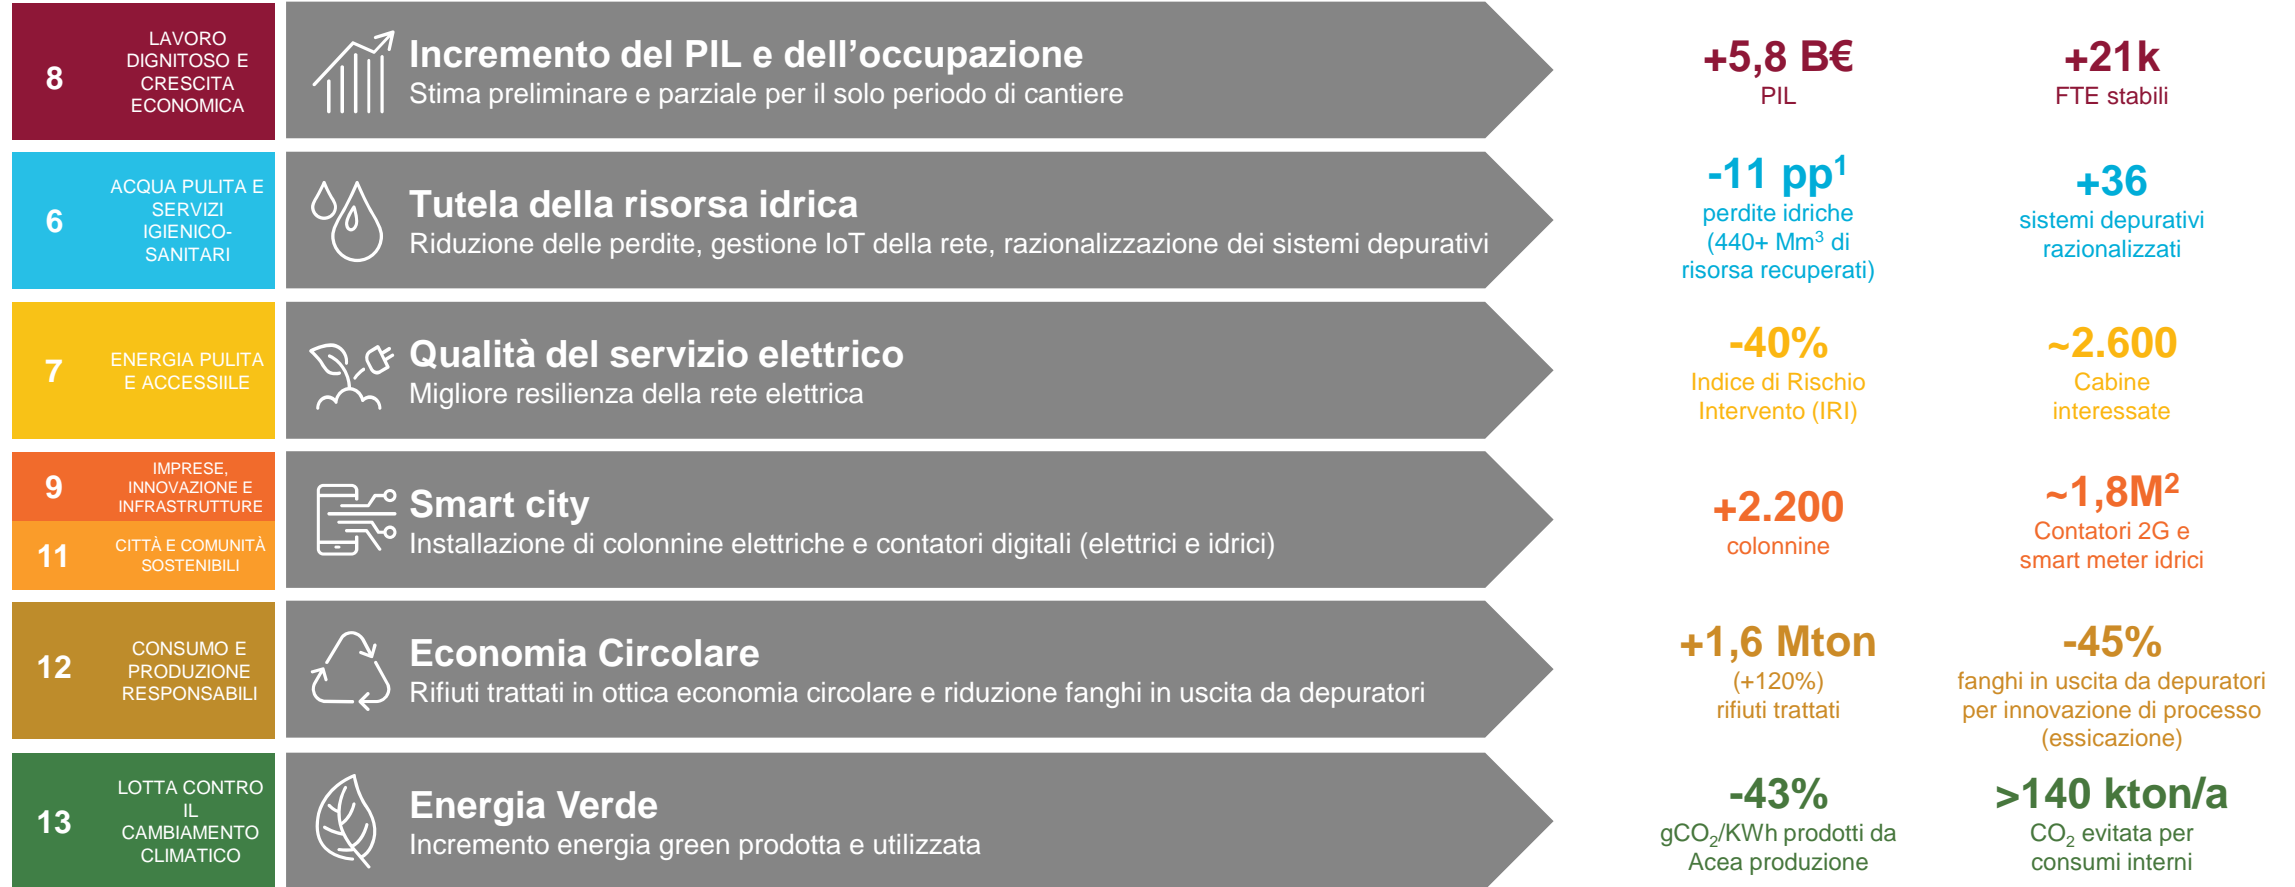 8
LAVORO
DIGNITOSO E
CRESCITA
ECONOMICA
Incremento del PIL e dell’occupazione
Stima preliminare e parziale per il solo periodo di cantiere
+5,8 B€
PIL
+21k
FTE stabili
6
ACQUA PULITA E
SERVIZI
IGIENICO-
SANITARI
Tutela della risorsa idrica
Riduzione delle perdite, gestione IoT della rete, razionalizzazione dei sistemi depurativi
-11 pp¹
perdite idriche
(440+ Mm³ di
risorsa recuperati)
+36
sistemi depurativi
razionalizzati
7
ENERGIA PULITA
E ACCESSIILE
Qualità del servizio elettrico
Migliore resilienza della rete elettrica
-40%
Indice di Rischio
Intervento (IRI)
~2.600
Cabine
interessate
9
IMPRESE,
INNOVAZIONE E
INFRASTRUTTURE
11
CITTÀ E COMUNITÀ
SOSTENIBILI
Smart city
Installazione di colonnine elettriche e contatori digitali (elettrici e idrici)
+2.200
colonnine
~1,8M²
Contatori 2G e
smart meter idrici
12
CONSUMO E
PRODUZIONE
RESPONSABILI
Economia Circolare
Rifiuti trattati in ottica economia circolare e riduzione fanghi in uscita da depuratori
+1,6 Mton
(+120%)
rifiuti trattati
-45%
fanghi in uscita da depuratori
per innovazione di processo
(essicazione)
13
LOTTA CONTRO
IL
CAMBIAMENTO
CLIMATICO
Energia Verde
Incremento energia green prodotta e utilizzata
-43%
gCO₂/KWh prodotti da
Acea produzione
>140 kton/a
CO₂ evitata per
consumi interni